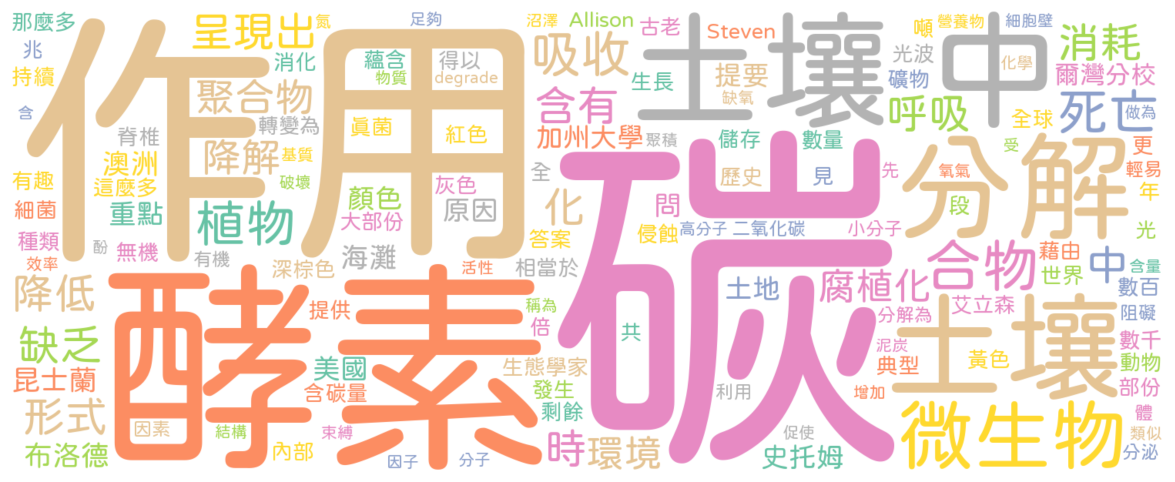 那麼多
呈現出
氮
足夠
沼澤
Allison
古老
噸
營養物
細胞壁
兆
作用
消化
蘊含
得以
吸收
土壤
Steven
光波
中
消耗
持續
物質
degrade
生長
提要
礦物
化學
爾灣分校
含
聚合物
含有
缺氧
呼吸
死亡
做為
脊椎
轉變為
真菌
紅色
加州大學
聚積
儲存
數量
全球
澳洲
降解
基質
碳
分解
受
更
有趣
這麼多
破壞
顏色
灰色
全
歷史
見
先
氧氣
輕易
細菌
重點
植物
大部份
原因
化
問
段
年
種類
酚
無機
有機
海灘
答案
侵蝕
高分子
二氧化碳
小分子
光
效率
深棕色
活性
相當於
合物
藉由
中
含量
降低
酵素
提供
稱為
土地
腐植化
世界
數百
倍
艾立森
土壤
阻礙
缺乏
美國
生態學家
共
分解為
泥炭
黃色
數千
昆士蘭
含碳量
發生
利用
典型
動物
形式
剩餘
增加
微生物
部份
因素
結構
束縛
體
布洛德
內部
因子
分子
時
環境
促使
史托姆
類似
分泌